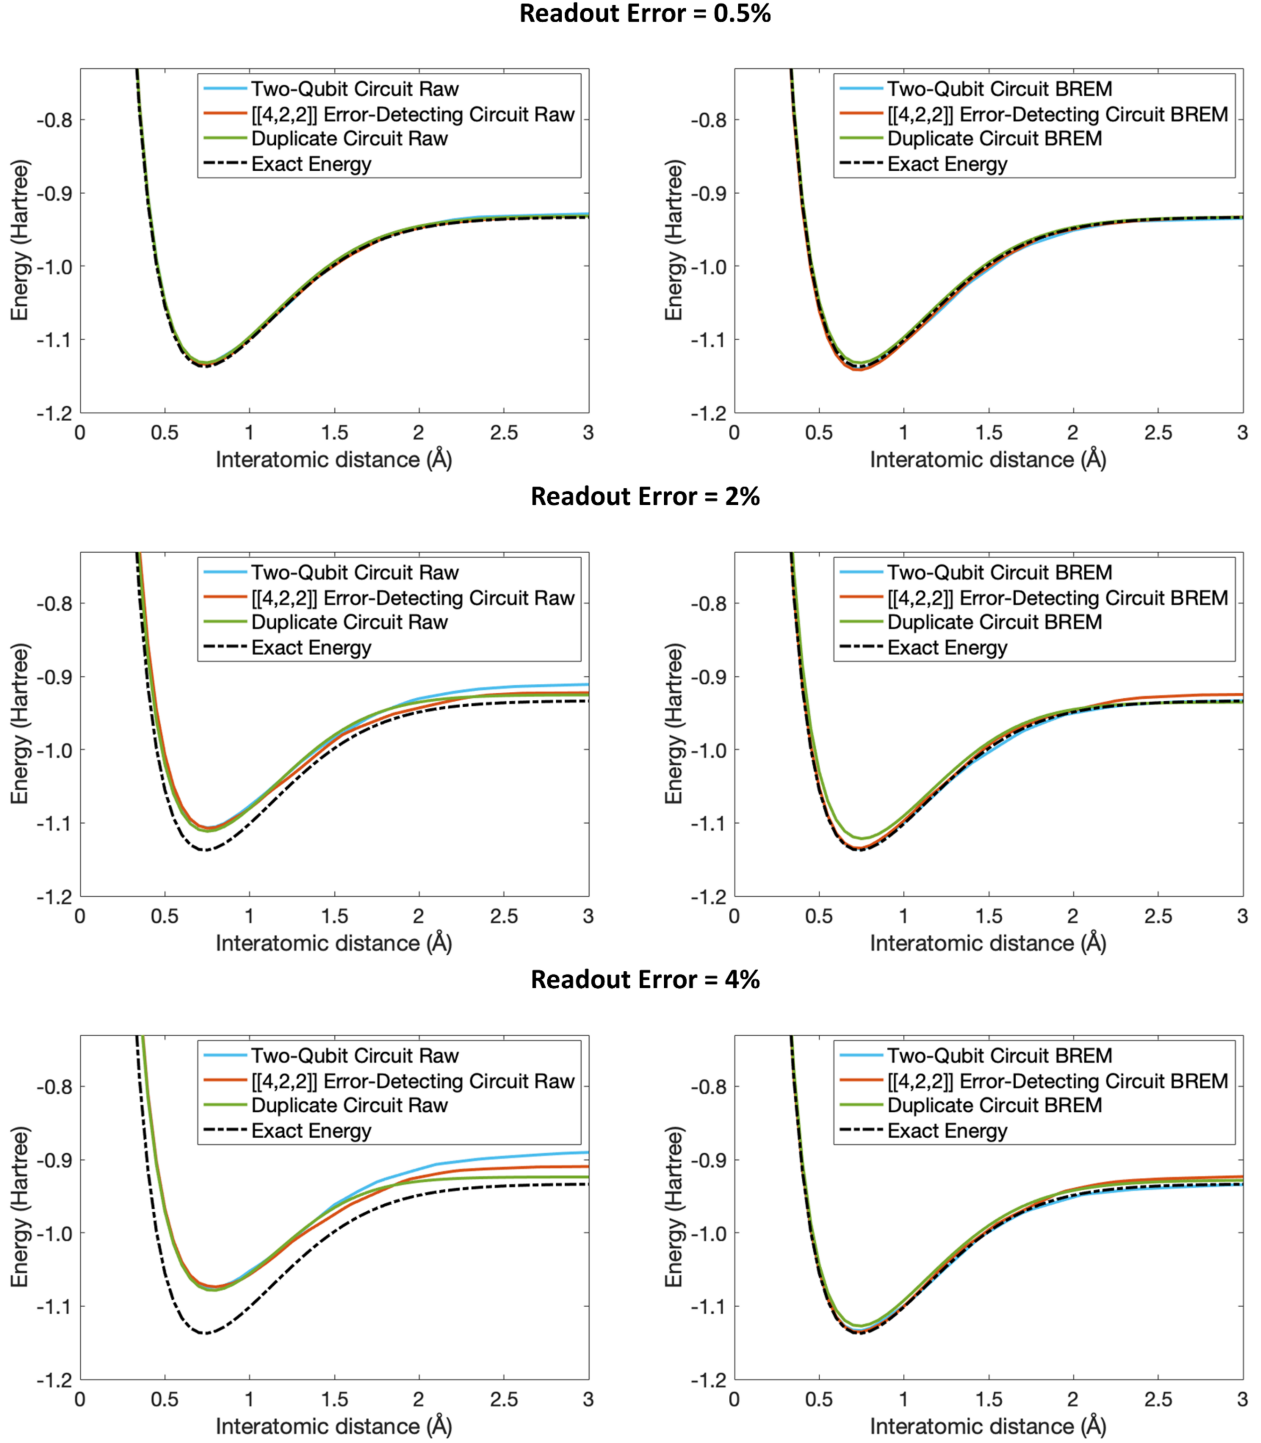 Readout Error = 0.5%
Two-Qubit Circuit Raw
[[4,2,2]] Error-Detecting Circuit Raw
Duplicate Circuit Raw
Exact Energy
-0.8
-0.9
-1.0
-1.1
-1.2
Energy (Hartree)
0 0.5 1 1.5 2 2.5 3
Interatomic distance (Å)
Two-Qubit Circuit BREM
[[4,2,2]] Error-Detecting Circuit BREM
Duplicate Circuit BREM
Exact Energy
-0.8
-0.9
-1.0
-1.1
-1.2
Energy (Hartree)
0 0.5 1 1.5 2 2.5 3
Interatomic distance (Å)
Readout Error = 2%
Two-Qubit Circuit Raw
[[4,2,2]] Error-Detecting Circuit Raw
Duplicate Circuit Raw
Exact Energy
-0.8
-0.9
-1.0
-1.1
-1.2
Energy (Hartree)
0 0.5 1 1.5 2 2.5 3
Interatomic distance (Å)
Two-Qubit Circuit BREM
[[4,2,2]] Error-Detecting Circuit BREM
Duplicate Circuit BREM
Exact Energy
-0.8
-0.9
-1.0
-1.1
-1.2
Energy (Hartree)
0 0.5 1 1.5 2 2.5 3
Interatomic distance (Å)
Readout Error = 4%
Two-Qubit Circuit Raw
[[4,2,2]] Error-Detecting Circuit Raw
Duplicate Circuit Raw
Exact Energy
-0.8
-0.9
-1.0
-1.1
-1.2
Energy (Hartree)
0 0.5 1 1.5 2 2.5 3
Interatomic distance (Å)
Two-Qubit Circuit BREM
[[4,2,2]] Error-Detecting Circuit BREM
Duplicate Circuit BREM
Exact Energy
-0.8
-0.9
-1.0
-1.1
-1.2
Energy (Hartree)
0 0.5 1 1.5 2 2.5 3
Interatomic distance (Å)